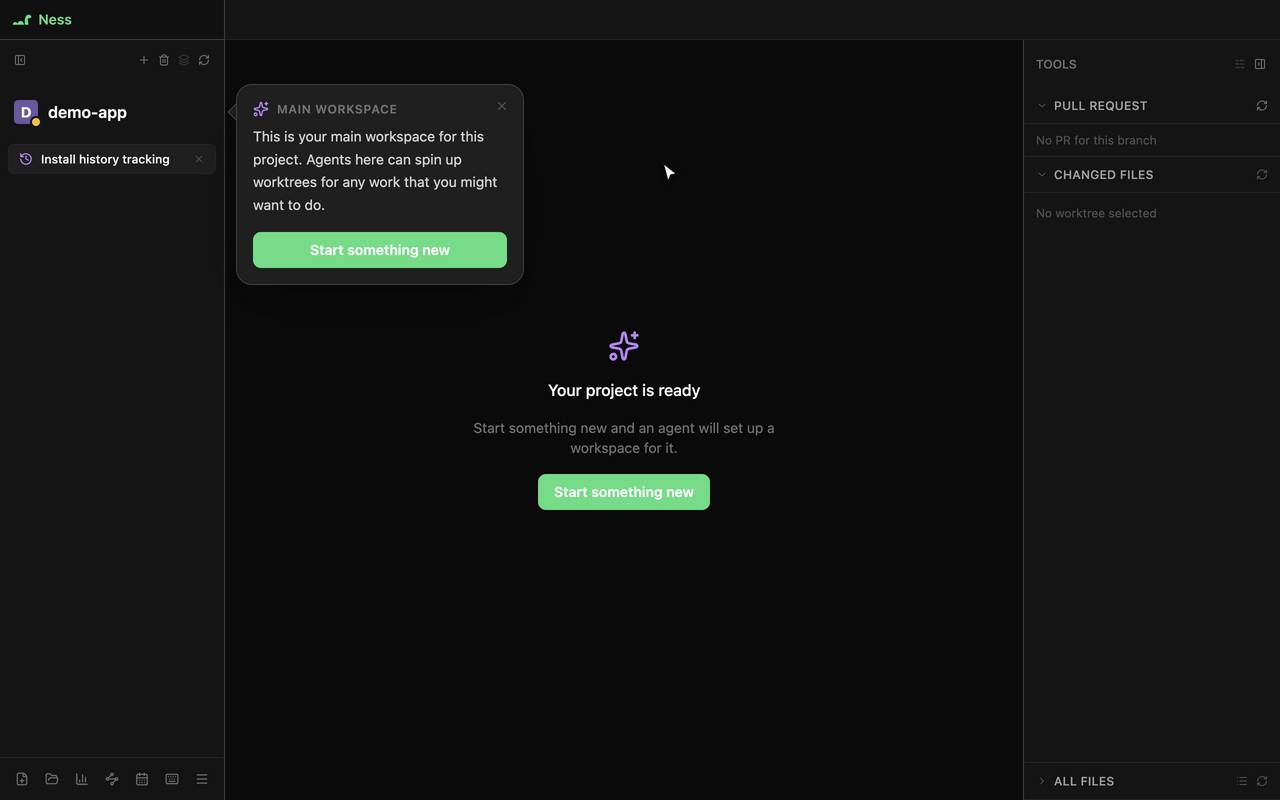 Ness
D
demo-app
Install history tracking
MAIN WORKSPACE
This is your main workspace for this
project. Agents here can spin up
worktrees for any work that you might
want to do.
Start something new
Your project is ready
Start something new and an agent will set up a
workspace for it.
Start something new
TOOLS
PULL REQUEST
No PR for this branch
CHANGED FILES
No worktree selected
ALL FILES